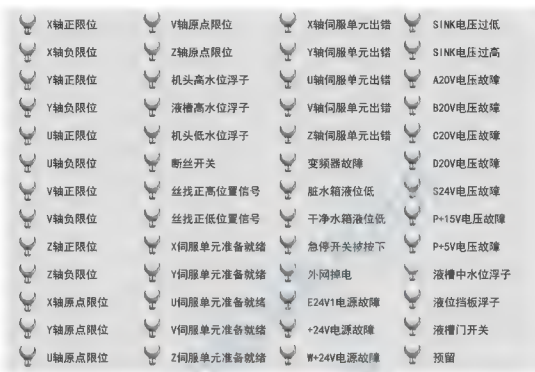 X轴正限位
X轴负限位
Y轴正限位
Y轴负限位
U轴正限位
U轴负限位
V轴正限位
V轴负限位
Z轴正限位
Z轴负限位
X轴原点限位
Y轴原点限位
U轴原点限位
V轴原点限位
Z轴原点限位
机头高水位浮子
液槽高水位浮子
机头低水位浮子
断丝开关
丝找正高位置信号
丝找正低位置信号
X伺服单元准备就绪
Y伺服单元准备就绪
U伺服单元准备就绪
V伺服单元准备就绪
Z伺服单元准备就绪
X轴伺服单元出错
Y轴伺服单元出错
U轴伺服单元出错
V轴伺服单元出错
Z轴伺服单元出错
变频器故障
脏水箱液位低
干净水箱液位低
急停开关被按下
外网掉电
E24V1电源故障
+24V电源故障
W+24V电源故障
SINK电压过低
SINK电压过高
A20V电压故障
B20V电压故障
C20V电压故障
D20V电压故障
S24V电压故障
P+15V电压故障
P+5V电压故障
液槽中水位浮子
液位挡板浮子
液槽门开关
预留